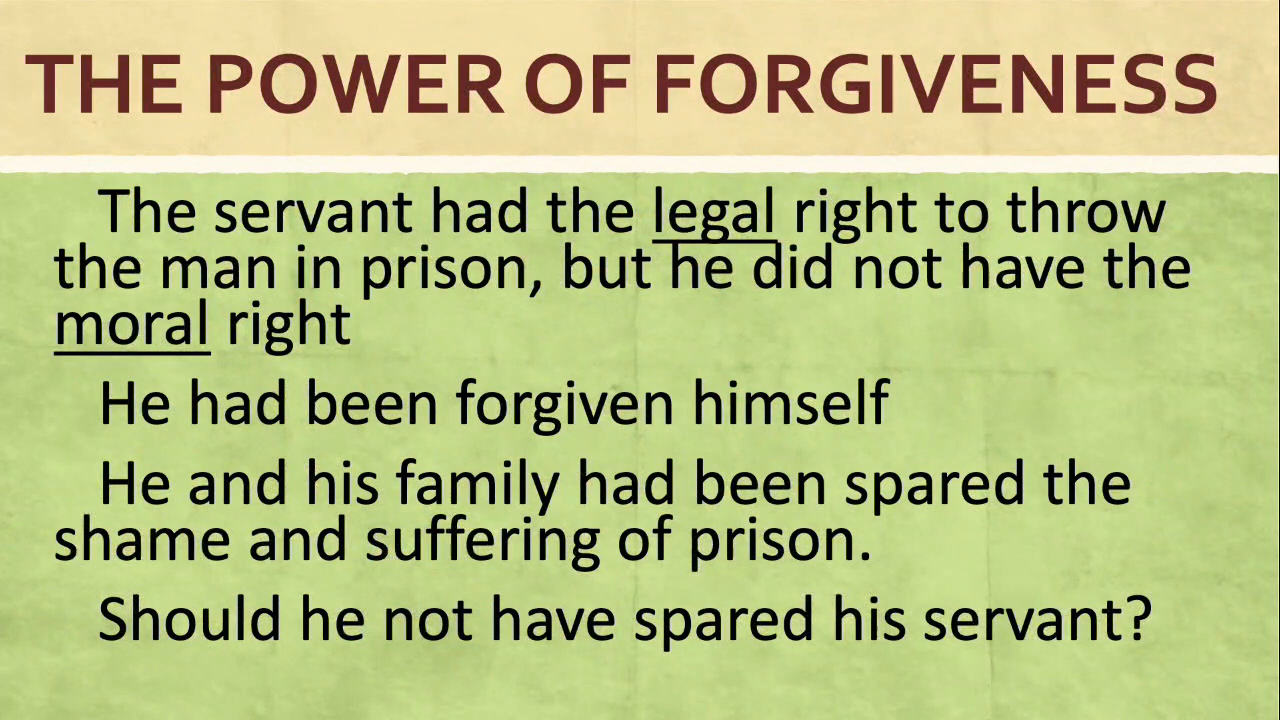 THE POWER OF FORGIVENESS
The servant had the legal right to throw
the man in prison, but he did not have the
moral right
He had been forgiven himself
He and his family had been spared the
shame and suffering of prison.
Should he not have spared his servant?